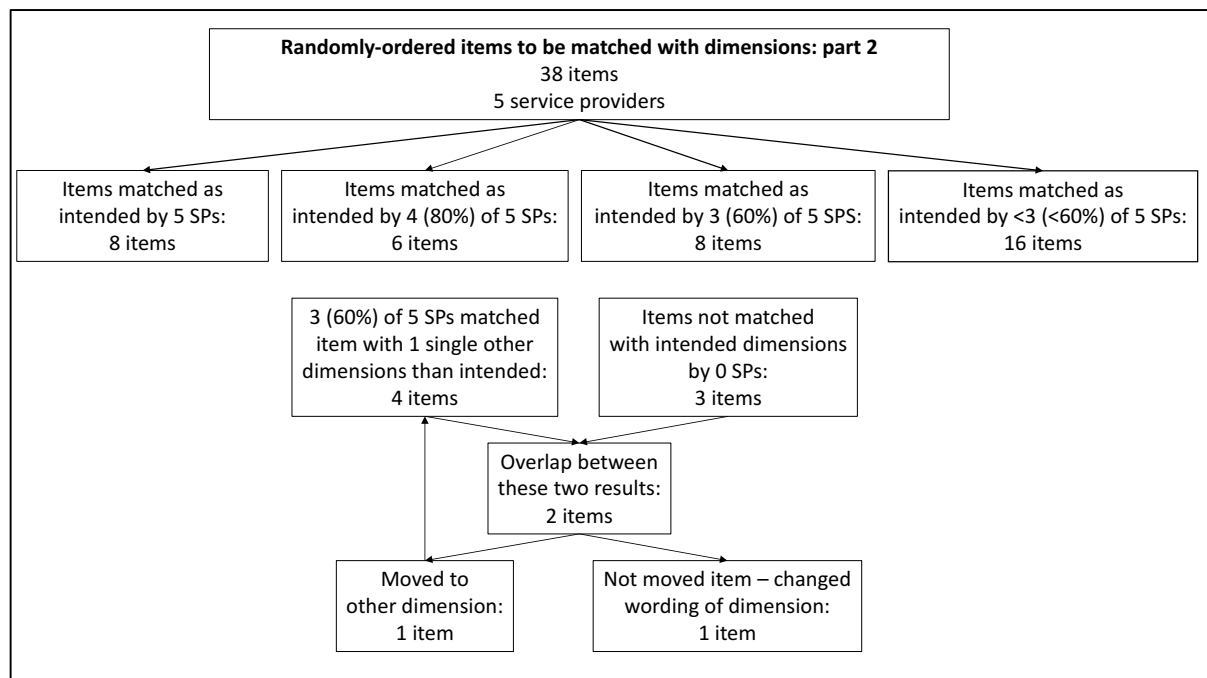 Randomly-ordered items to be matched with dimensions: part 2
38 items
5 service providers
Items matched as
intended by 5 SPs:
8 items
Items matched as
intended by 4 (80%) of 5 SPs:
6 items
Items matched as
intended by 3 (60%) of 5 SPS:
8 items
Items matched as
intended by <3 (<60%) of 5 SPs:
16 items
3 (60%) of 5 SPs matched
item with 1 single other
dimensions than intended:
4 items
Items not matched
with intended dimensions
by 0 SPs:
3 items
Overlap between
these two results:
2 items
Moved to
other dimension:
1 item
Not moved item – changed
wording of dimension:
1 item